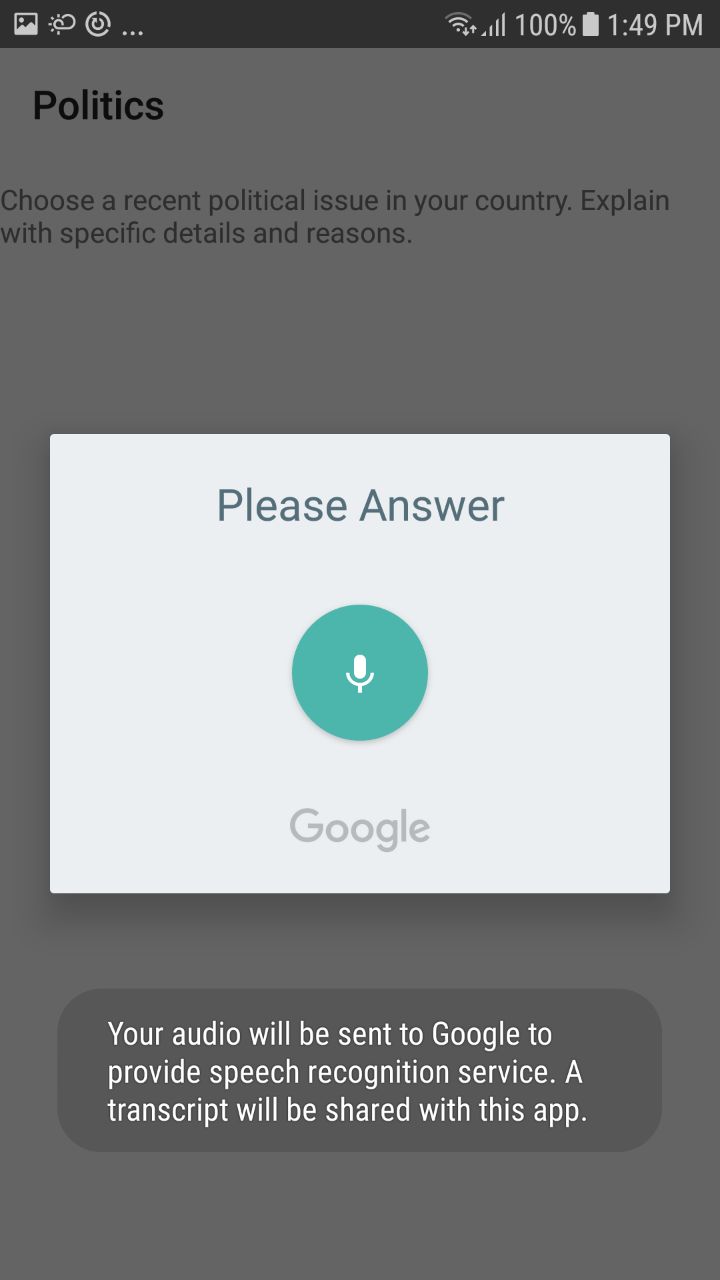 ... 100% 1:49 PM
Politics
Choose a recent political issue in your country. Explain
with specific details and reasons.
Please Answer
Google
Your audio will be sent to Google to
provide speech recognition service. A
transcript will be shared with this app.